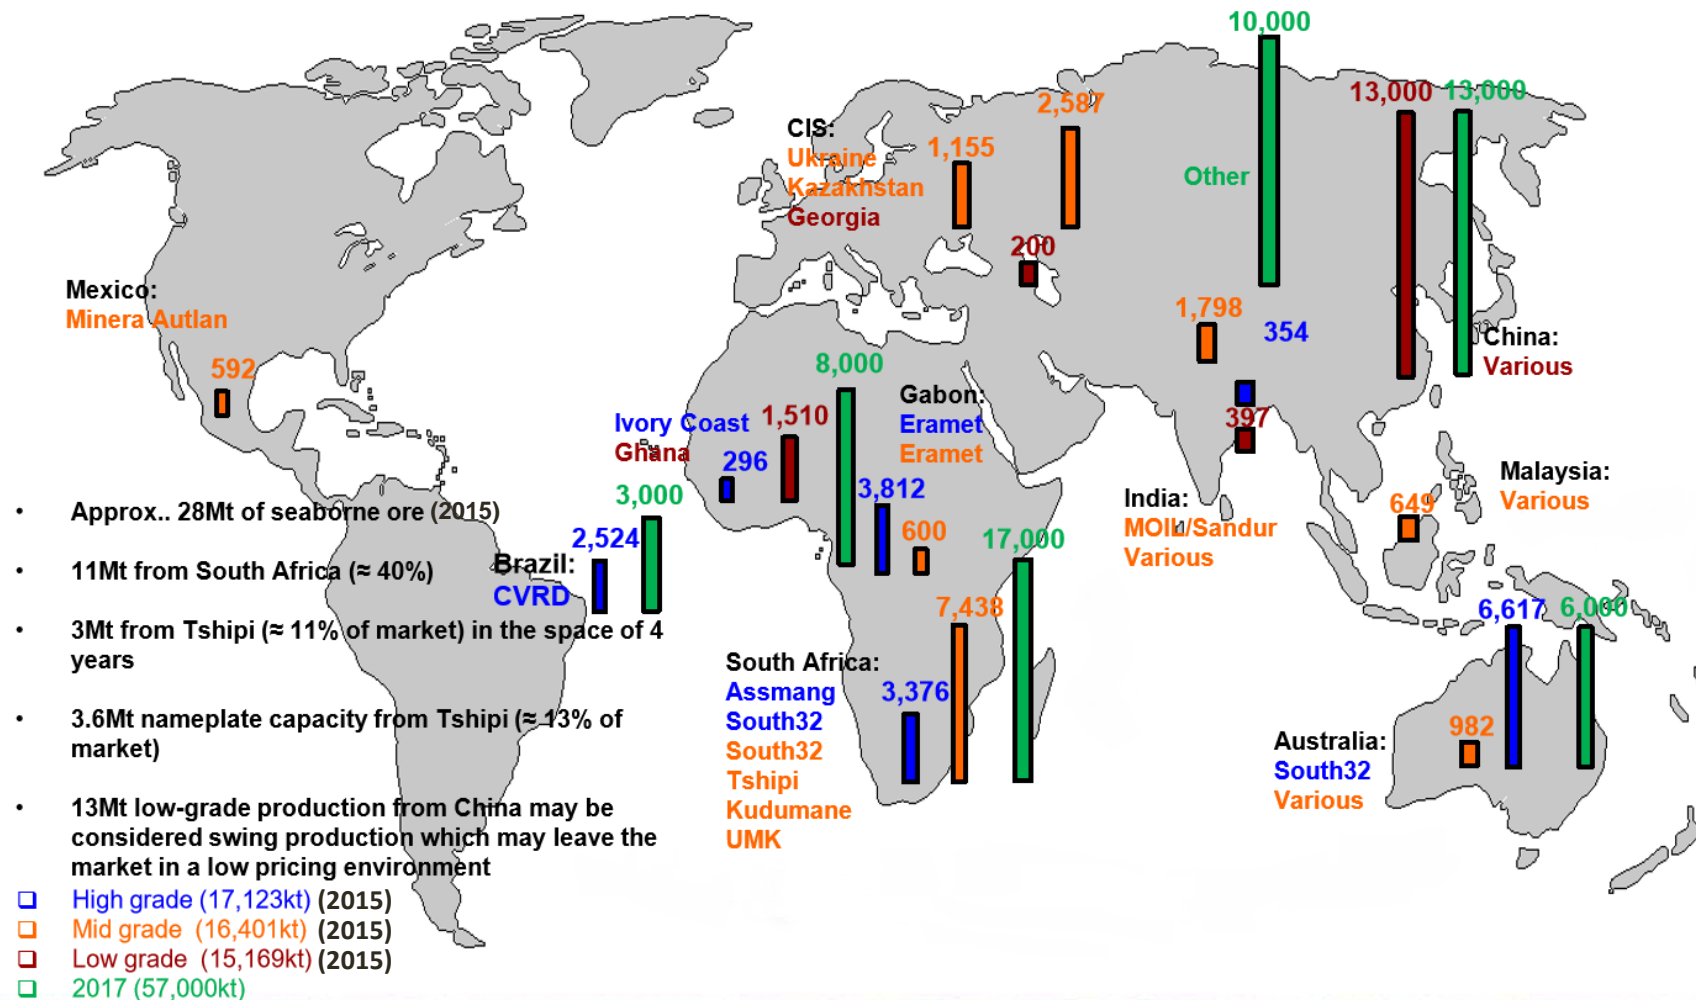 10,000
13,000 13,000
2,587
CIS:
Ukraine
Kazakhstan
Georgia
1,155
Other
200
Mexico:
Minera Autlan
592
1,798
354
397
China:
Various
8,000
Gabon:
Eramet
Eramet
Ivory Coast
Ghana
1,510
296
3,000
3,812
600
17,000
India:
MOIL/Sandur
Various
Malaysia:
Various
649
2,524
Brazil:
CVRD
7,438
6,617 6,000
South Africa:
Assmang
South32
South32
Tshipi
Kudumane
UMK
3,376
982
Australia:
South32
Various
• Approx.. 28Mt of seaborne ore (2015)
• 11Mt from South Africa (≈ 40%)
• 3Mt from Tshipi (≈ 11% of market) in the space of 4
years
• 3.6Mt nameplate capacity from Tshipi (≈ 13% of
market)
• 13Mt low-grade production from China may be
considered swing production which may leave the
market in a low pricing environment
High grade (17,123kt) (2015)
Mid grade (16,401kt) (2015)
Low grade (15,169kt) (2015)
2017 (57,000kt)